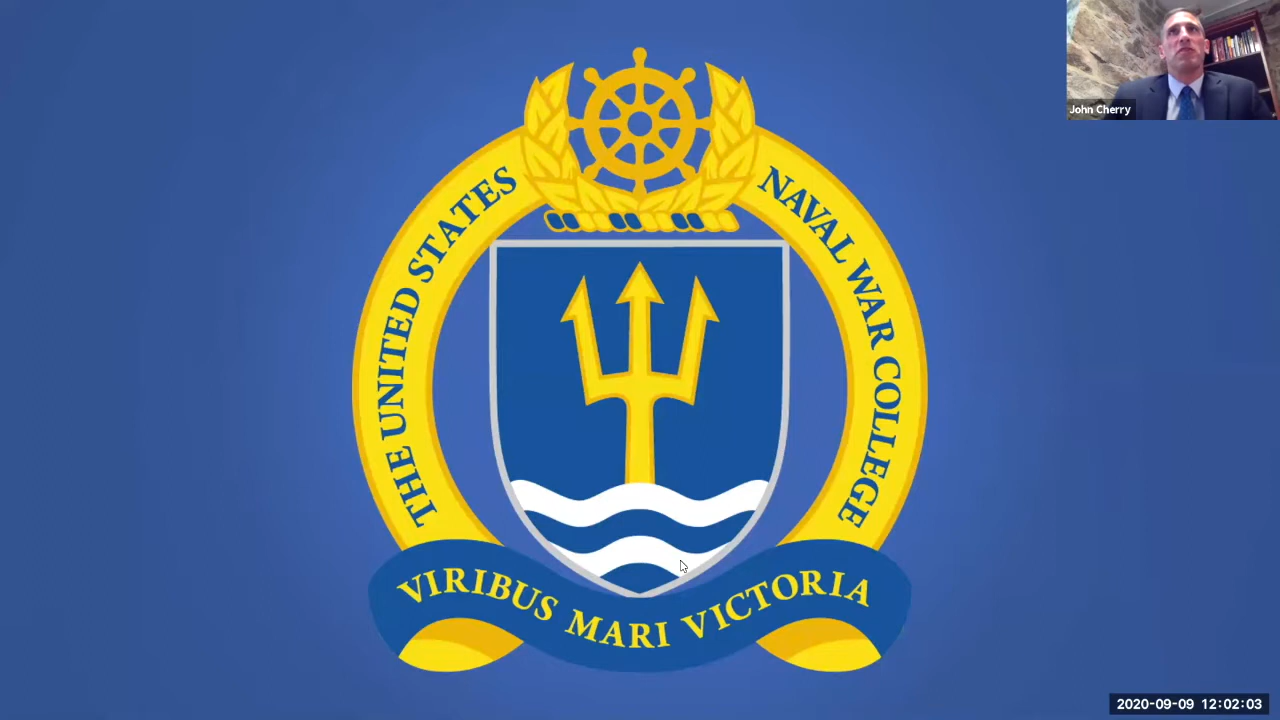 John Cherry
THE UNITED STATES
NAVAL WAR COLLEGE
VIRIBUS MARI VICTORIA
2020-09-09 12:02:03